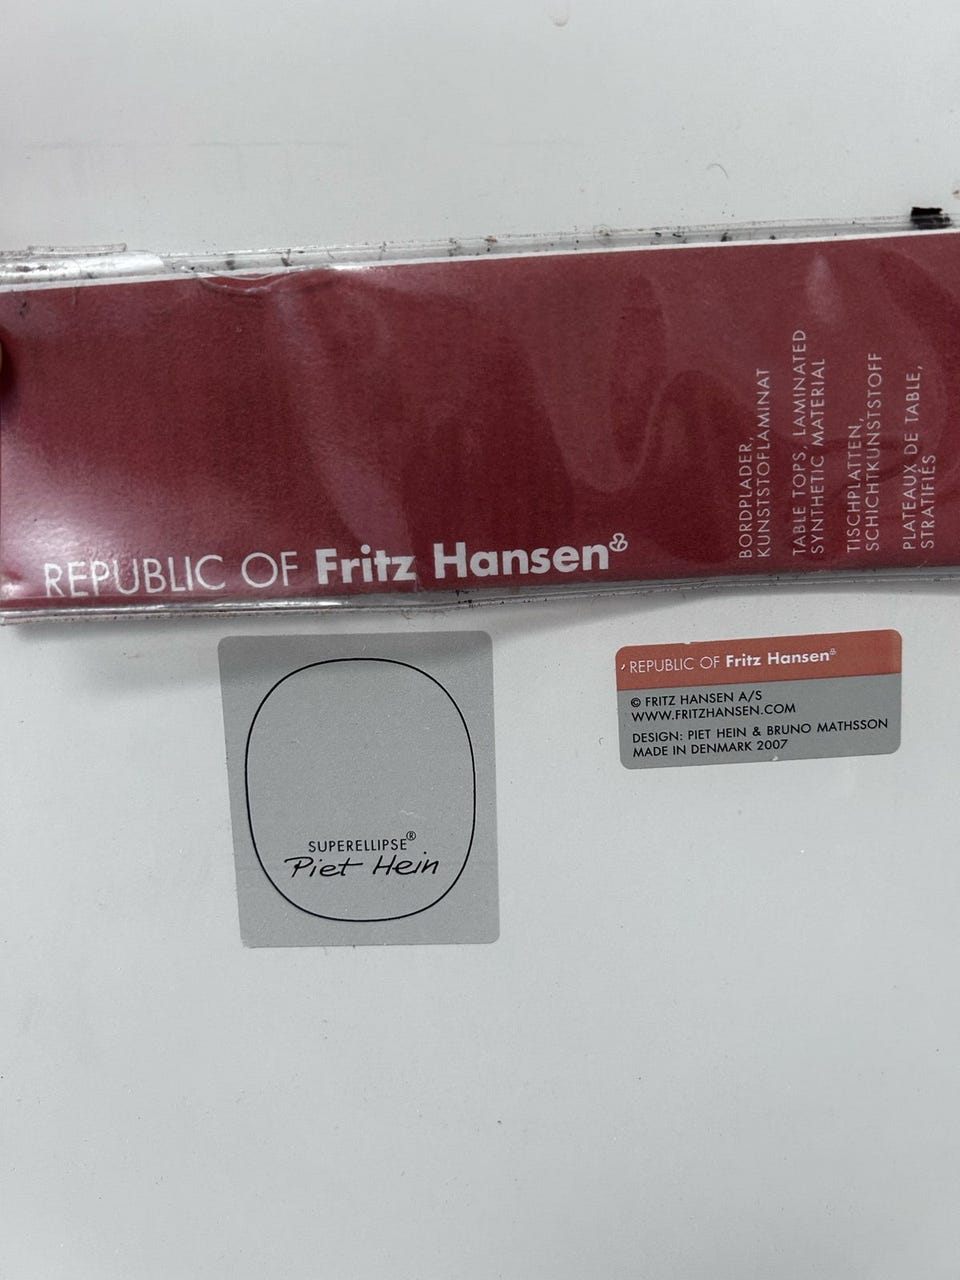 REPUBLIC OF Fritz Hansen
BORDPLADER,
KUNSTSTOFLAMINAT
TABLE TOPS, LAMINATED
SYNTHETIC MATERIAL
TISCHPLATTEN,
SCHICHTKUNSTSTOFF
PLATEAUX DE TABLE,
STRATIFIÉS
SUPERELLIPSE®
Piet Hein
REPUBLIC OF Fritz Hansen
© FRITZ HANSEN A/S
WWW.FRITZHANSEN.COM
DESIGN: PIET HEIN & BRUNO MATHSSON
MADE IN DENMARK 2007